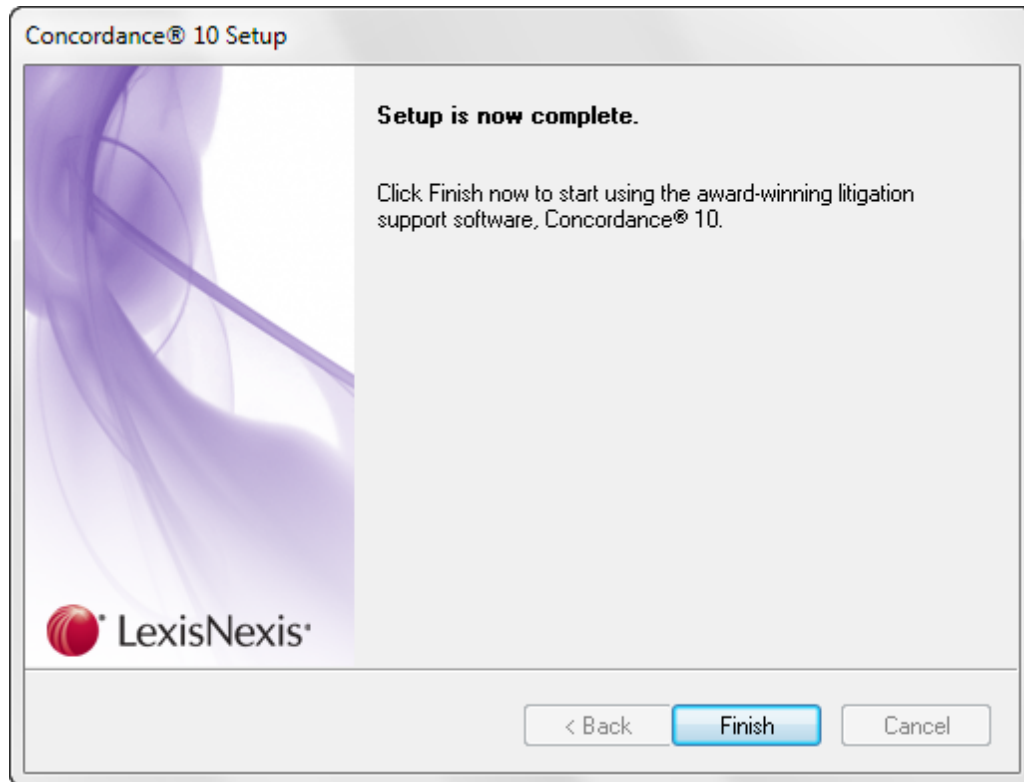 Concordance® 10 Setup
Setup is now complete.
Click Finish now to start using the award-winning litigation
support software, Concordance® 10.
LexisNexis®
< Back
Finish
Cancel